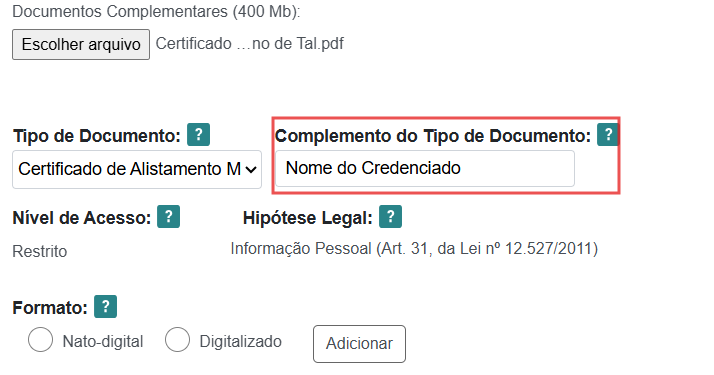 Documentos Complementares (400 Mb):
Escolher arquivo Certificado ...no de Tal.pdf
Tipo de Documento: ? Complemento do Tipo de Documento: ?
Certificado de Alistamento M Nome do Credenciado
Nível de Acesso: ? Hipótese Legal: ?
Restrito Informação Pessoal (Art. 31, da Lei nº 12.527/2011)
Formato: ?
Nato-digital Digitalizado Adicionar